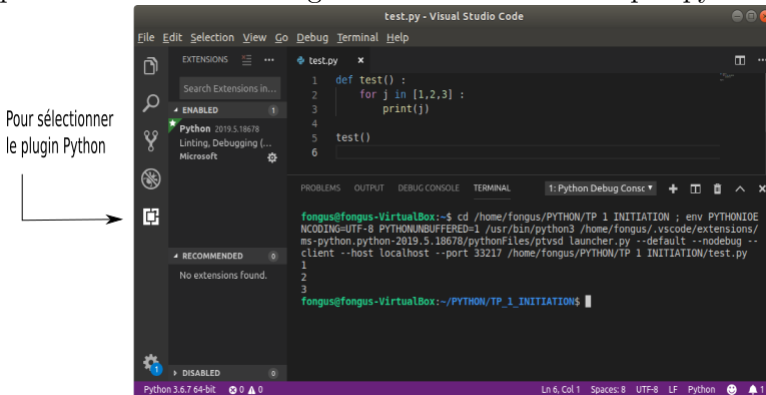 test.py - Visual Studio Code
File Edit Selection View Go Debug Terminal Help
EXTENSIONS
Search Extensions in...
ENABLED 1
Python 2019.5.18678
Linting, Debugging (...
Microsoft
RECOMMENDED 0
No extensions found.
DISABLED 0
Pour sélectionner
le plugin Python
test.py
1 def test() :
2 for j in [1,2,3] :
3 print(j)
4
5 test()
6
PROBLEMS OUTPUT DEBUG CONSOLE TERMINAL 1: Python Debug Consc
fongus@fongus-VirtualBox:~$ cd /home/fongus/PYTHON/TP 1 INITIATION ; env PYTHONIOE
NCODING=UTF-8 PYTHONUNBUFFERED=1 /usr/bin/python3 /home/fongus/.vscode/extensions/
ms-python.python-2019.5.18678/pythonFiles/ptvsd launcher.py --default --nodebug --
client --host localhost --port 33217 /home/fongus/PYTHON/TP 1 INITIATION/test.py
1
2
3
fongus@fongus-VirtualBox:~/PYTHON/TP_1_INITIATION$
1
Python 3.6.7 64-bit 0 0 Ln 6, Col 1 Spaces: 8 UTF-8 LF Python 1